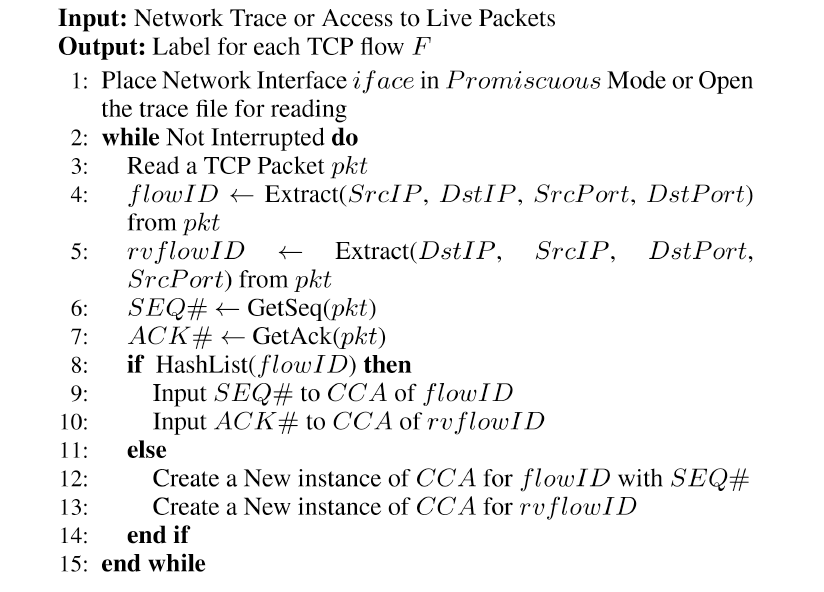 Input: Network Trace or Access to Live Packets
Output: Label for each TCP flow F
1: Place Network Interface iface in Promiscuous Mode or Open
the trace file for reading
2: while Not Interrupted do
3: Read a TCP Packet pkt
4: flowID ← Extract(SrcIP, DstIP, SrcPort, DstPort)
from pkt
5: rvflowID ← Extract(DstIP, SrcIP, DstPort,
SrcPort) from pkt
6: SEQ# ← GetSeq(pkt)
7: ACK# ← GetAck(pkt)
8: if HashList(flowID) then
9: Input SEQ# to CCA of flowID
10: Input ACK# to CCA of rvflowID
11: else
12: Create a New instance of CCA for flowID with SEQ#
13: Create a New instance of CCA for rvflowID
14: end if
15: end while